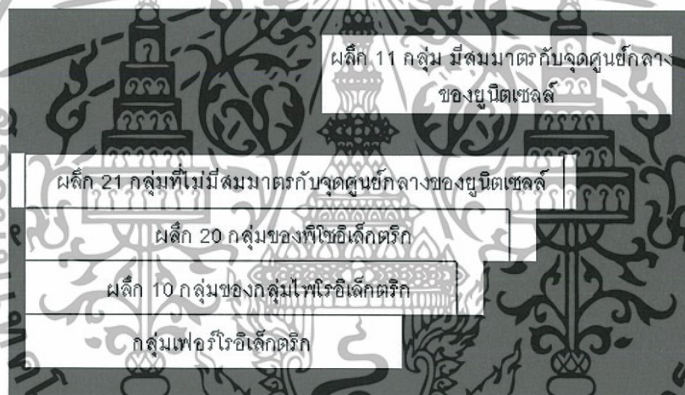 ผลึก 11 กลุ่ม มีสมมาตรกับจุดศูนย์กลาง
ของยูนิตเซลล์
ผลึก 21 กลุ่มที่ไม่มีสมมาตรกับจุดศูนย์กลางของยูนิตเซลล์
ผลึก 20 กลุ่มของพิโซอิเล็กตริก
ผลึก 10 กลุ่มของกลุ่มไพโรอิเล็กตริก
กลุ่มเฟอร์โรอิเล็กตริก